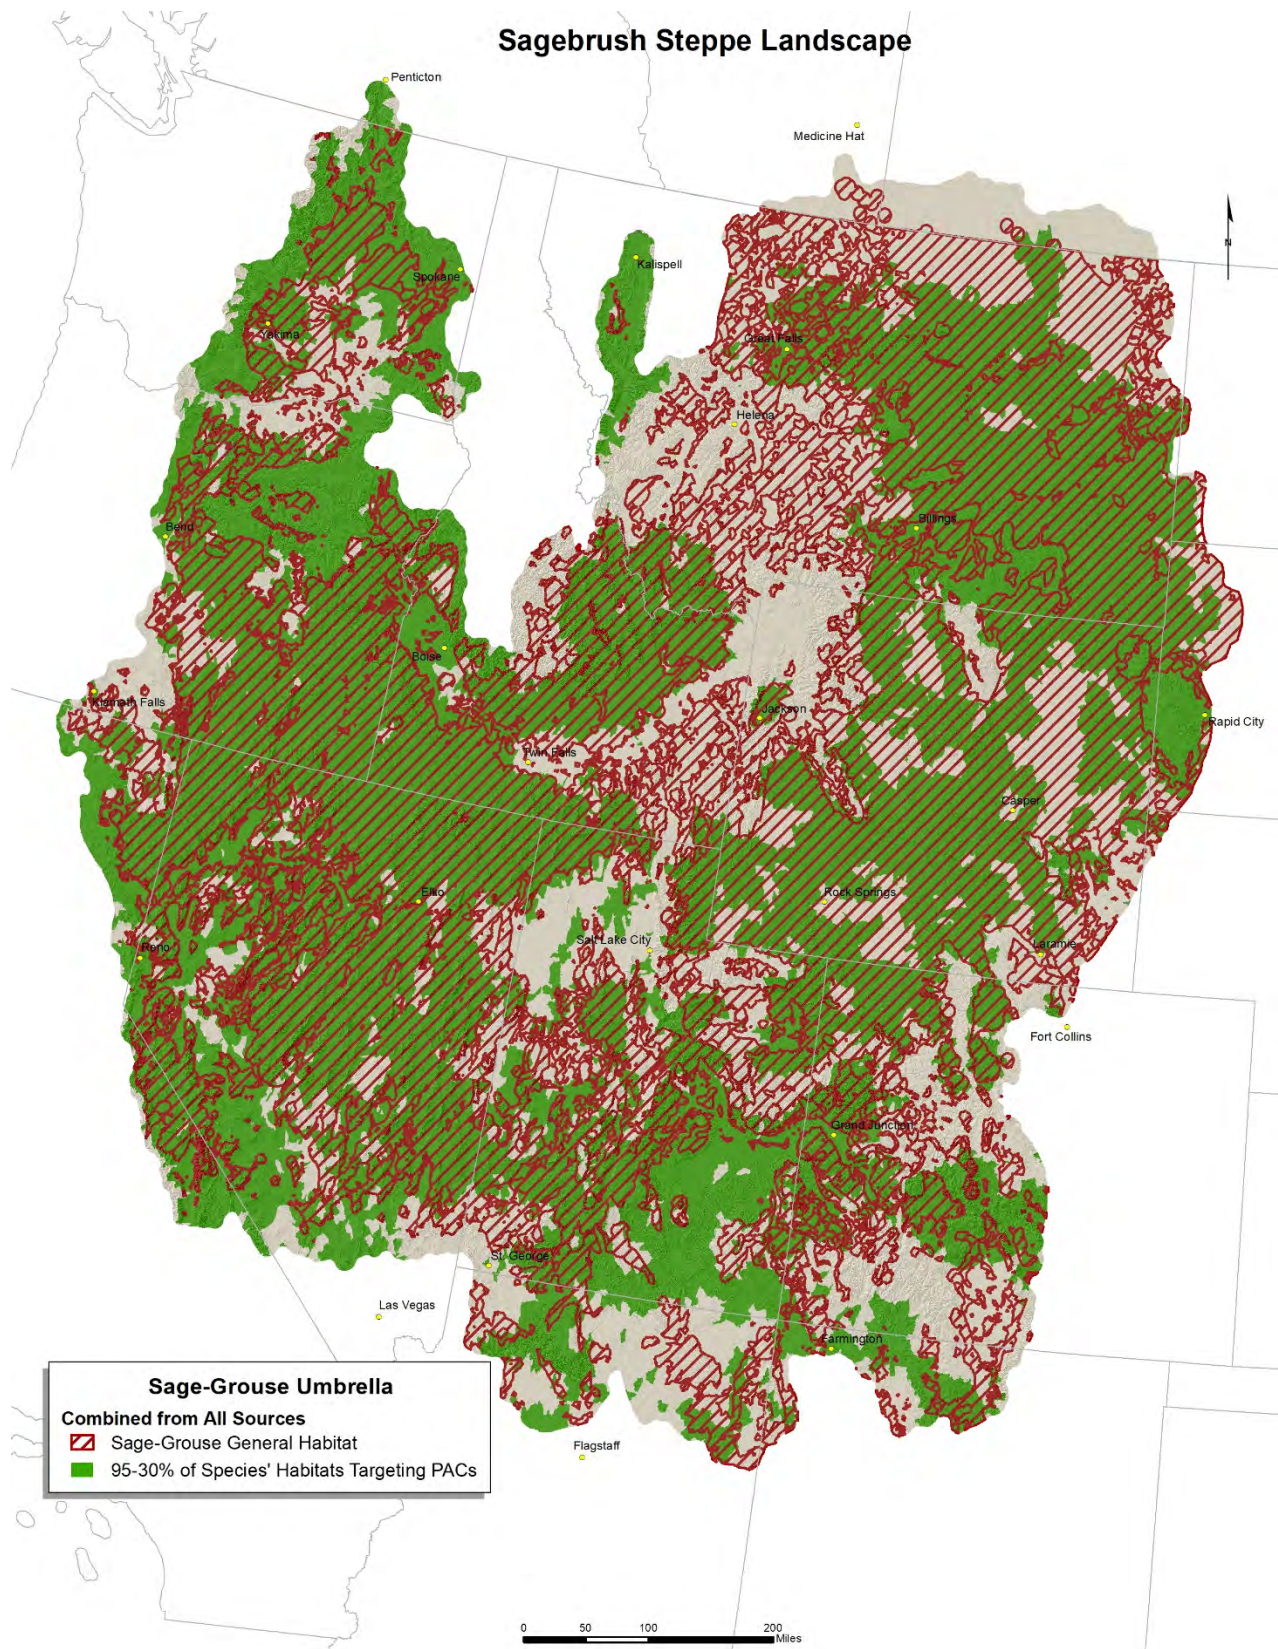 Sagebrush Steppe Landscape
Penticton
Medicine Hat
N
Kalispell
Spokane
Yakima
Great Falls
Helena
Billings
Bend
Boise
Klamath Falls
Jackson
Rapid City
Twin Falls
Casper
Elko
Rock Springs
Reno
Salt Lake City
Laramie
Fort Collins
Grand Junction
St. George
Las Vegas
Farmington
Flagstaff
Sage-Grouse Umbrella
Combined from All Sources
Sage-Grouse General Habitat
95-30% of Species' Habitats Targeting PACs
0 50 100 200
Miles